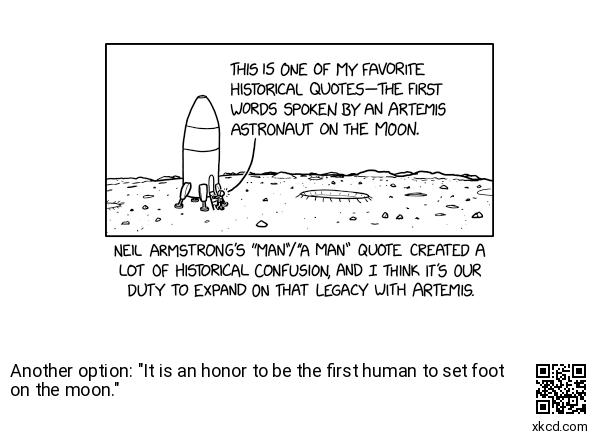 THIS IS ONE OF MY FAVORITE
HISTORICAL QUOTES—THE FIRST
WORDS SPOKEN BY AN ARTEMIS
ASTRONAUT ON THE MOON.
NEIL ARMSTRONG'S "MAN"/"A MAN" QUOTE CREATED A
LOT OF HISTORICAL CONFUSION, AND I THINK IT'S OUR
DUTY TO EXPAND ON THAT LEGACY WITH ARTEMIS.
Another option: "It is an honor to be the first human to set foot
on the moon."
xkcd.com